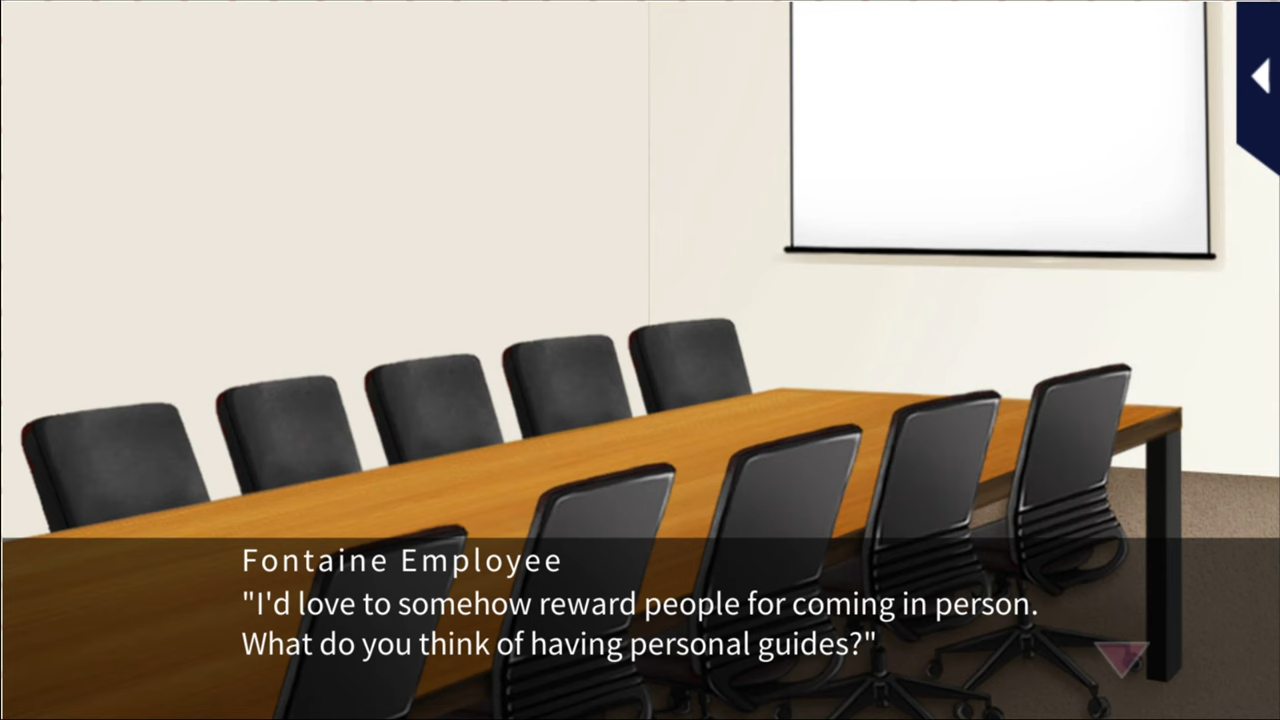 Fontaine Employee
"I'd love to somehow reward people for coming in person.
What do you think of having personal guides?"